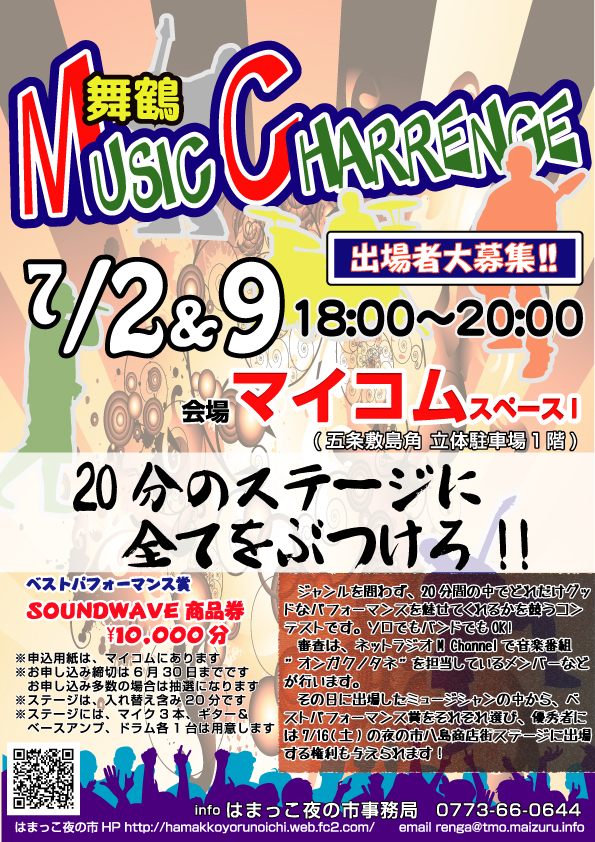 舞鶴
MUSIC CHARRENGE
出場者大募集!!
7/2&9 18:00〜20:00
会場 マイコムスペースI
(五条敷島角 立体駐車場1階)
20分のステージに
全てをぶつけろ!!
ベストパフォーマンス賞
SOUNDWAVE 商品券
¥10.000分
※申込用紙は、マイコムにあります
※お申し込み締切は6月30日までです
お申し込み多数の場合は抽選になります
※ステージは、入れ替え含み20分です
※ステージには、マイク3本、ギター&
ベースアンプ、ドラム各1台は用意します
ジャンルを問わず、20分間の中でどれだけグッ
ドなパフォーマンスを魅せてくれるかを競うコン
テストです。ソロでもバンドでもOK!
審査は、ネットラジオM Channelで音楽番組
"オンガクノタネ"を担当しているメンバーなど
が行います。
その日に出場したミュージシャンの中から、ベ
ストパフォーマンス賞をそれぞれ選び、優秀者に
は7/16(土)の夜の市八島商店街ステージに出場
する権利も与えられます!
info はまっこ夜の市事務局 0773-66-0644
はまっこ夜の市HP http://hamakkoyorunoichi.web.fc2.com/ email renga@tmo.maizuru.info